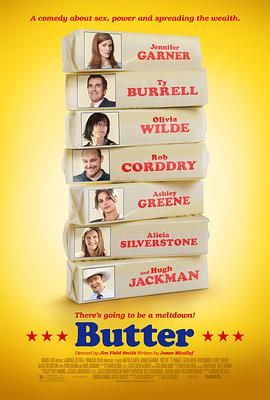 A comedy about sex, power and spreading the wealth.
Jennifer
GARNER
Ty
BURRELL
Olivia
WILDE
Rob
CORDDRY
Ashley
GREENE
Alicia
SILVERSTONE
and Hugh
JACKMAN
There's going to be a meltdown!
Butter
Directed by Jim Field Smith Written by Jason Micallef